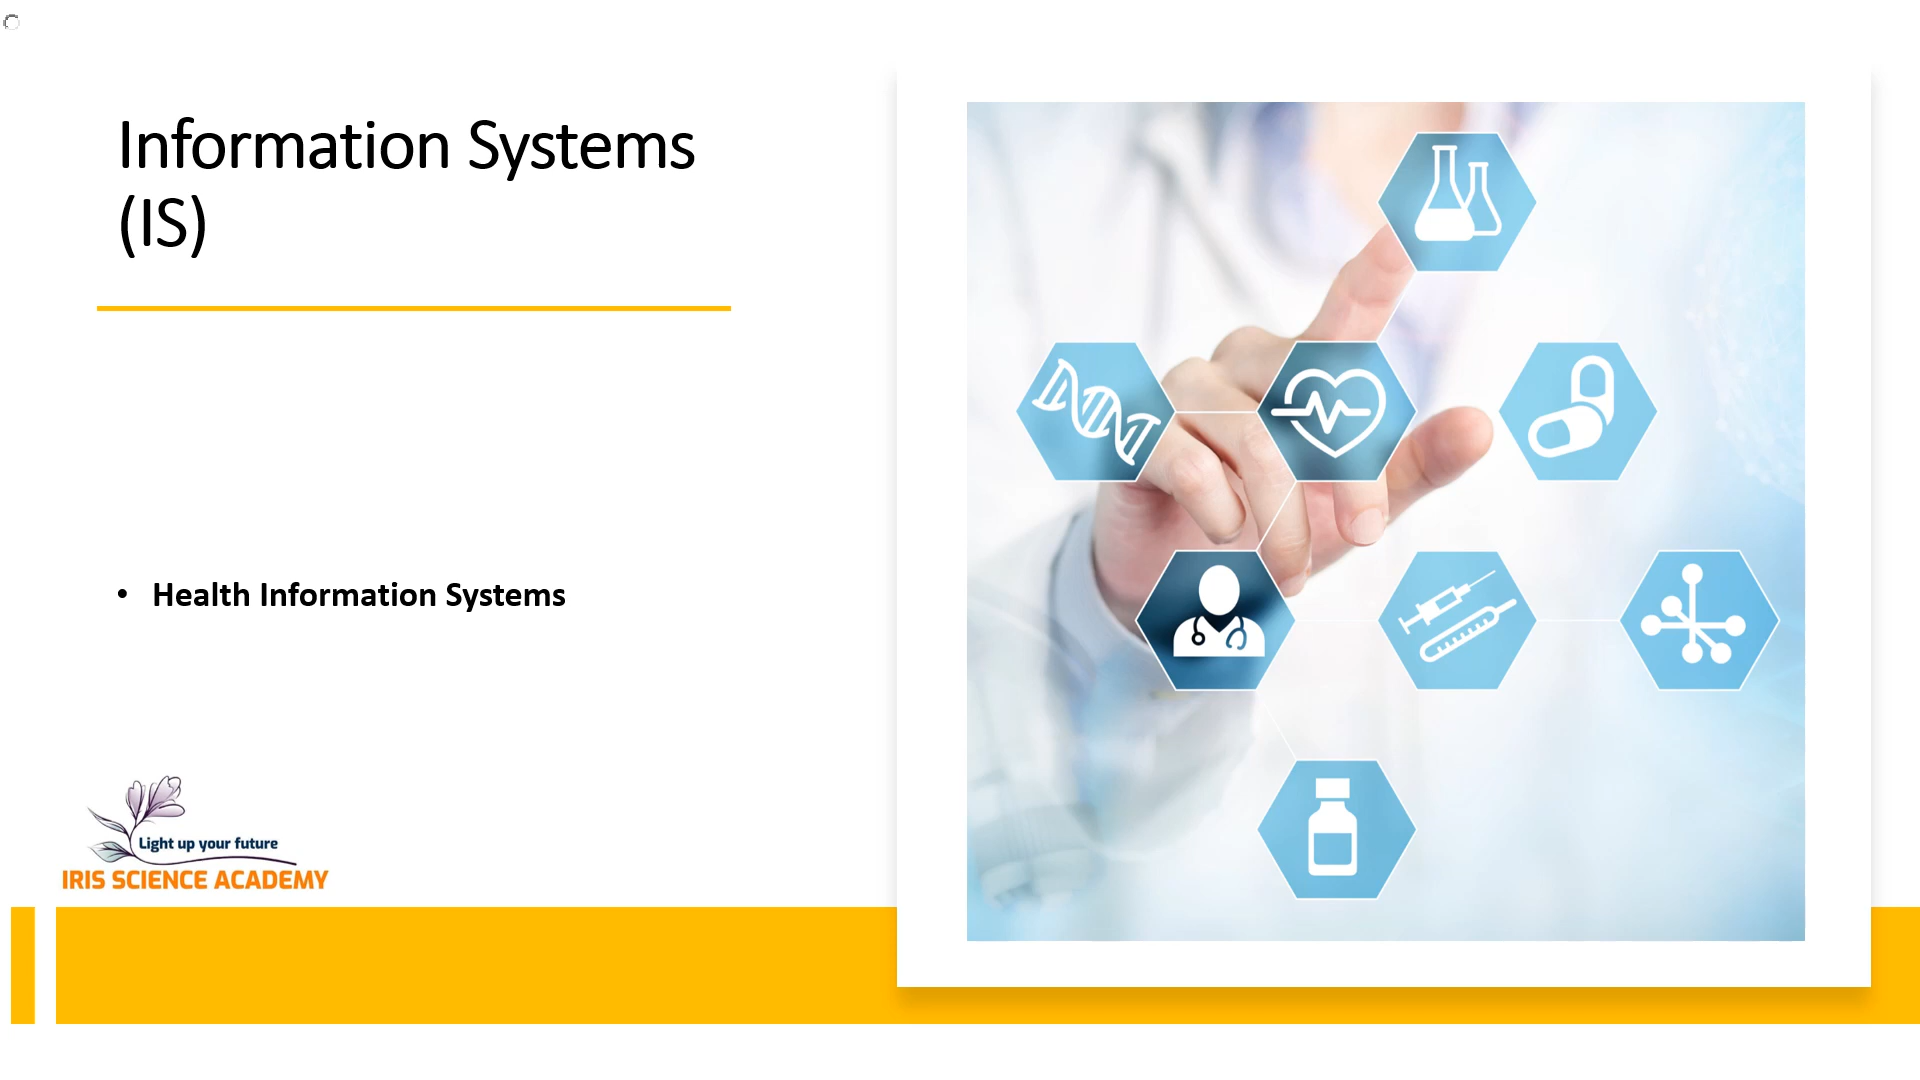 Information Systems
(IS)
• Health Information Systems
Light up your future
IRIS SCIENCE ACADEMY